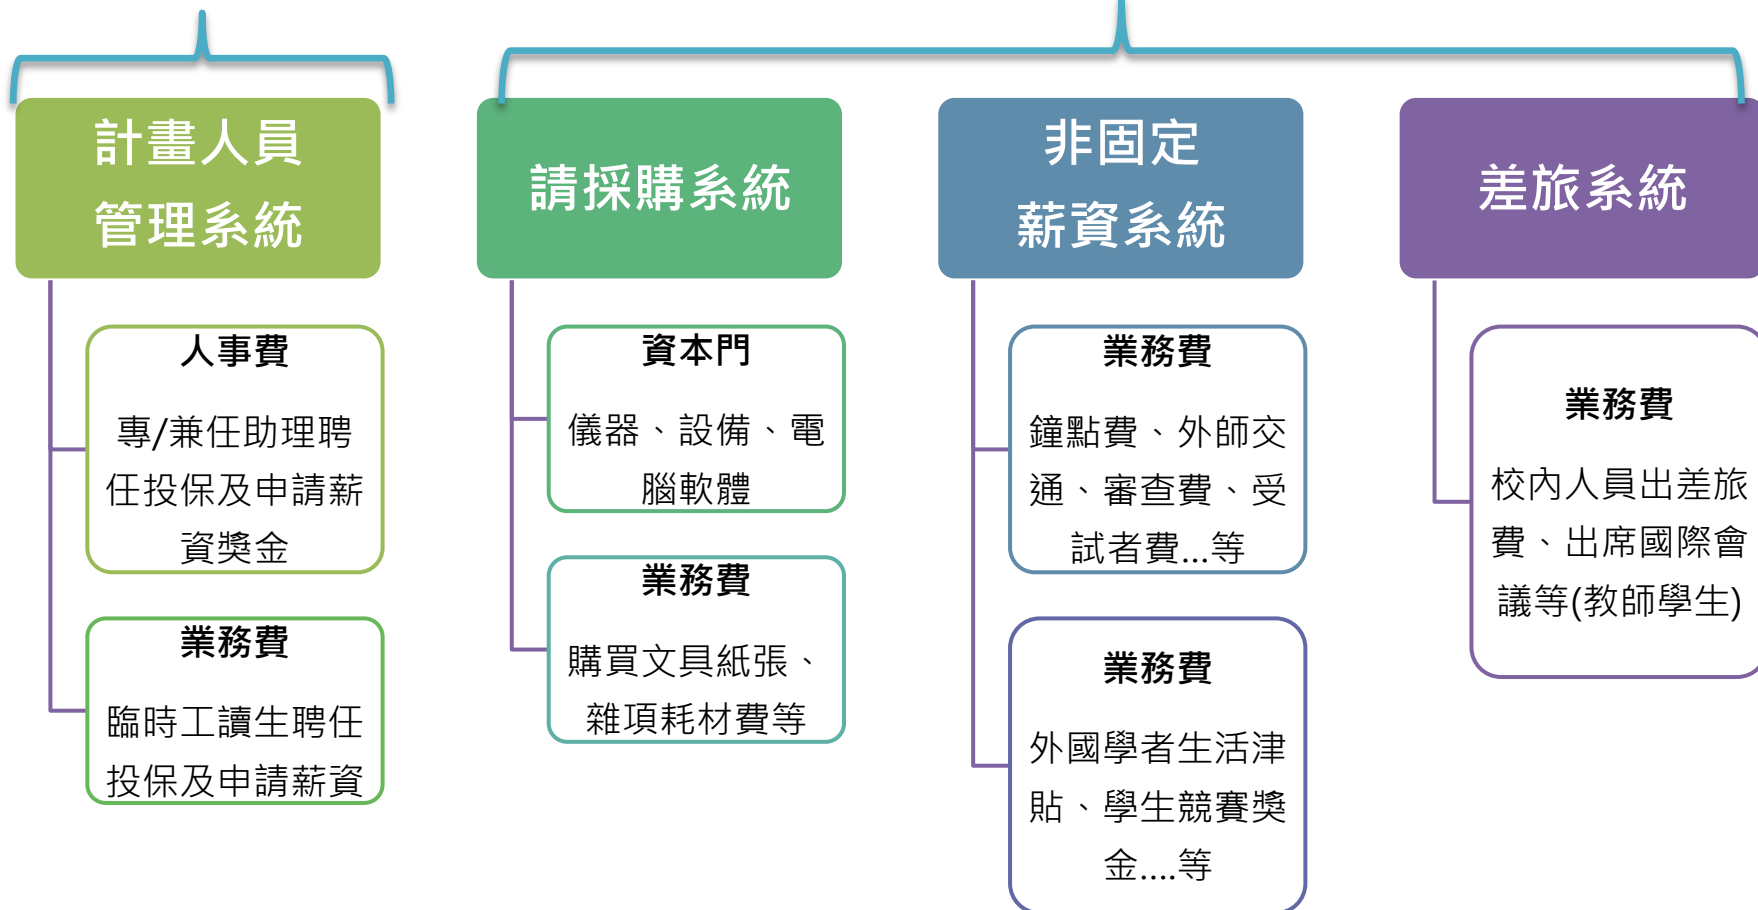 計畫人員
管理系統
人事費
專/兼任助理聘
任投保及申請薪
資獎金
業務費
臨時工讀生聘任
投保及申請薪資
請採購系統
資本門
儀器、設備、電
腦軟體
業務費
購買文具紙張、
雜項耗材費等
非固定
薪資系統
業務費
鐘點費、外師交
通、審查費、受
試者費...等
業務費
外國學者生活津
貼、學生競賽獎
金....等
差旅系統
業務費
校內人員出差旅
費、出席國際會
議等(教師學生)